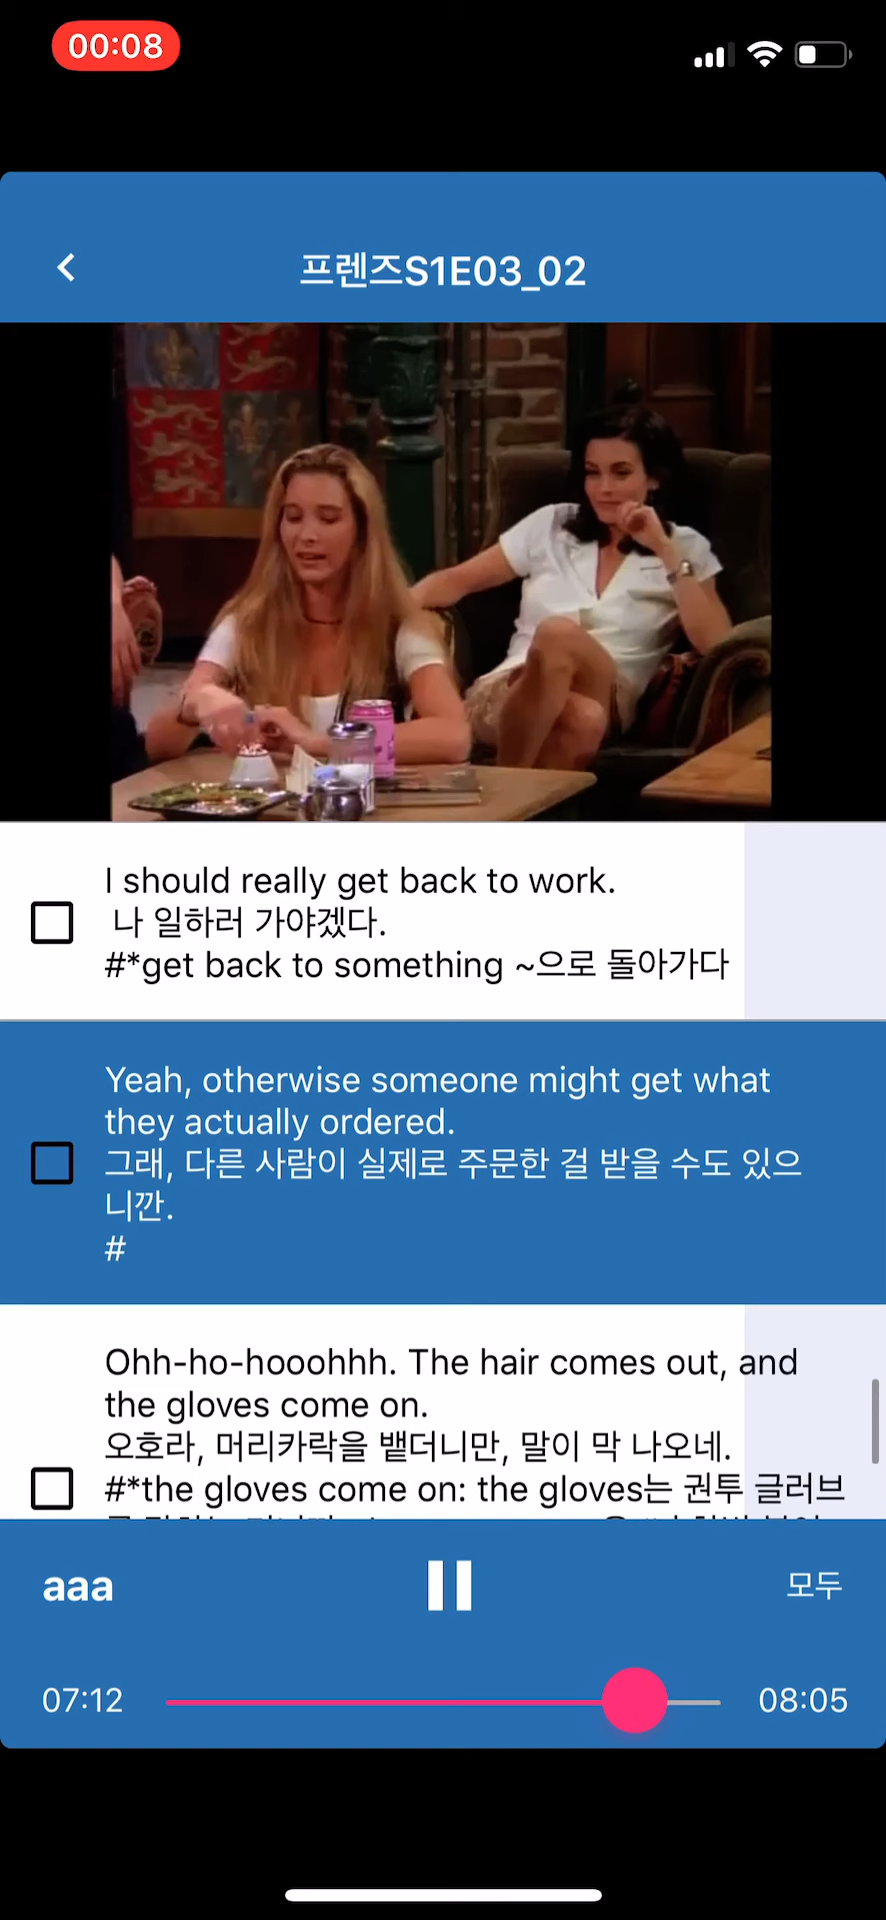 00:08
프렌즈S1E03_02
I should really get back to work.
나 일하러 가야겠다.
#*get back to something ~으로 돌아가다
Yeah, otherwise someone might get what
they actually ordered.
그래, 다른 사람이 실제로 주문한 걸 받을 수도 있으
니깐.
#
Ohh-ho-hooohhh. The hair comes out, and
the gloves come on.
오호라, 머리카락을 뱉더니만, 말이 막 나오네.
#*the gloves come on: the gloves는 권투 글러브
aaa
모두
07:12
08:05